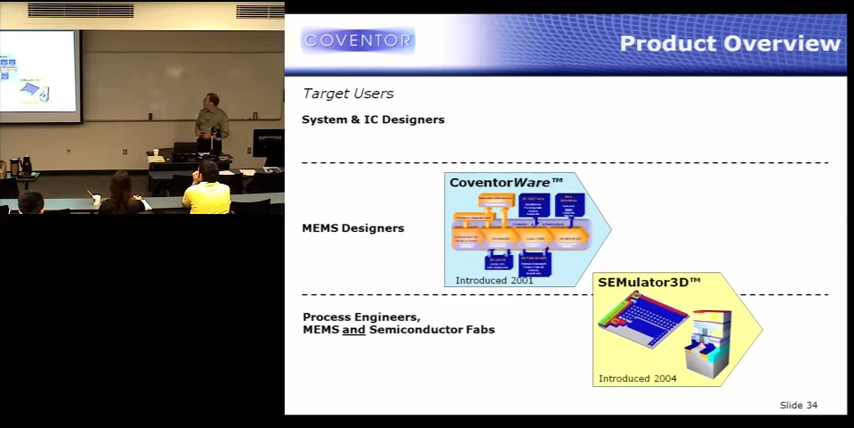 COVENTOR
Product Overview
Target Users
System & IC Designers
CoventorWare™
MEMS Designers
Introduced 2001
SEMulator3D™
Process Engineers,
MEMS and Semiconductor Fabs
Introduced 2004
Slide 34